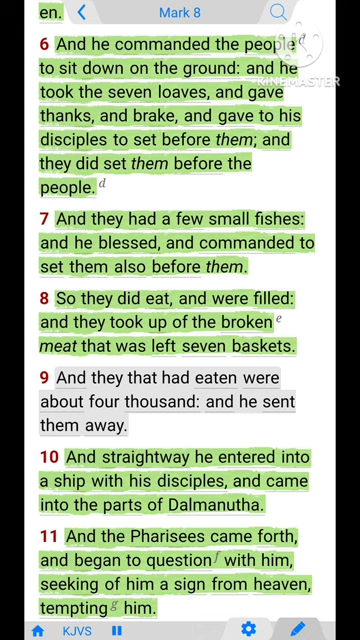 en.
Mark 8
6 And he commanded the people d
to sit down on the ground: and he
took the seven loaves, and gave
thanks, and brake, and gave to his
disciples to set before them; and
they did set them before the
people. d
KINEMASTER
7 And they had a few small fishes:
and he blessed, and commanded to
set them also before them.
8 So they did eat, and were filled:
and they took up of the broken e
meat that was left seven baskets.
9 And they that had eaten were
about four thousand: and he sent
them away.
10 And straightway he entered into
a ship with his disciples, and came
into the parts of Dalmanutha.
11 And the Pharisees came forth,
and began to question f with him,
seeking of him a sign from heaven,
tempting g him.
KJVS